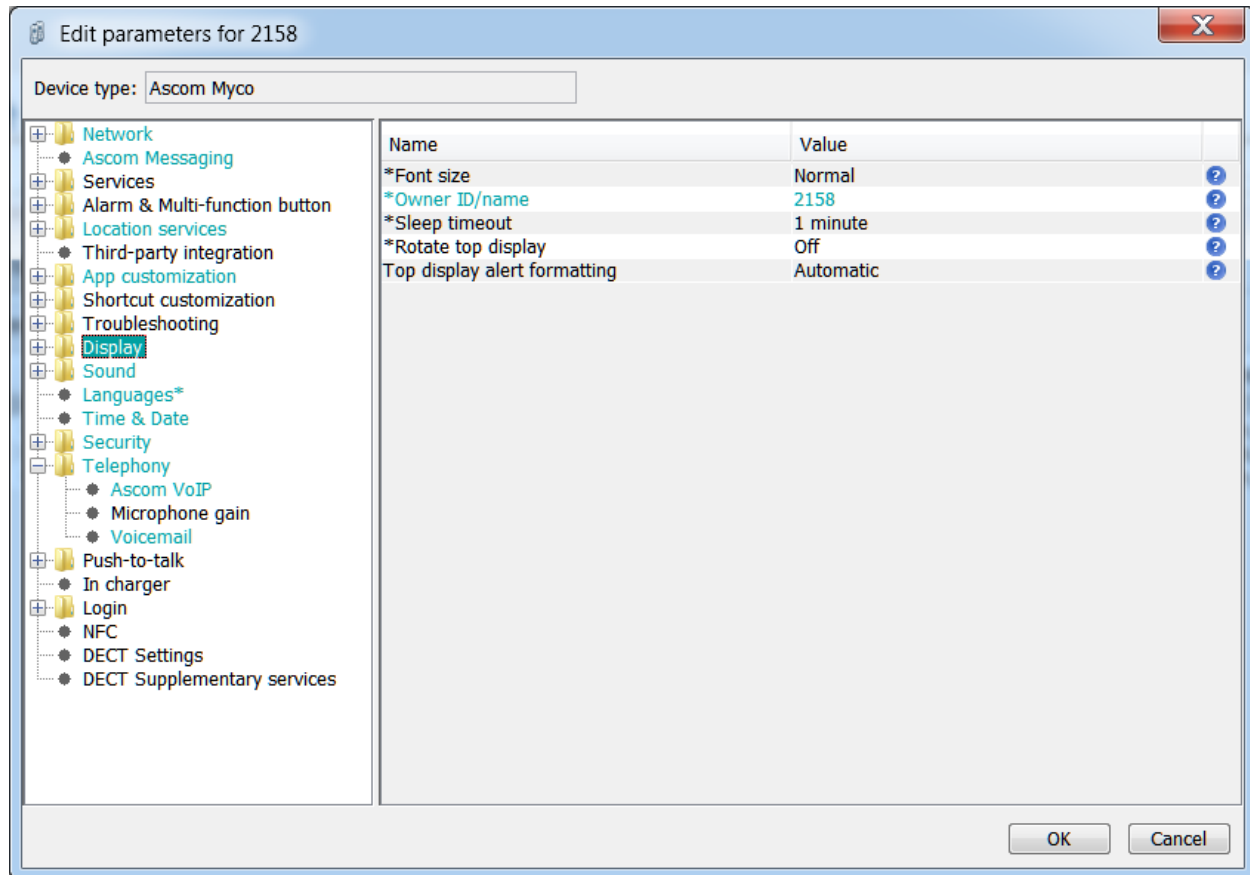 Edit parameters for 2158
Device type: Ascom Myco
Network
Ascom Messaging
Services
Alarm & Multi-function button
Location services
Third-party integration
App customization
Shortcut customization
Troubleshooting
Display
Sound
Languages*
Time & Date
Security
Telephony
Ascom VoIP
Microphone gain
Voicemail
Push-to-talk
In charger
Login
NFC
DECT Settings
DECT Supplementary services
Name Value
*Font size Normal ?
*Owner ID/name 2158 ?
*Sleep timeout 1 minute ?
*Rotate top display Off ?
Top display alert formatting Automatic ?
OK Cancel